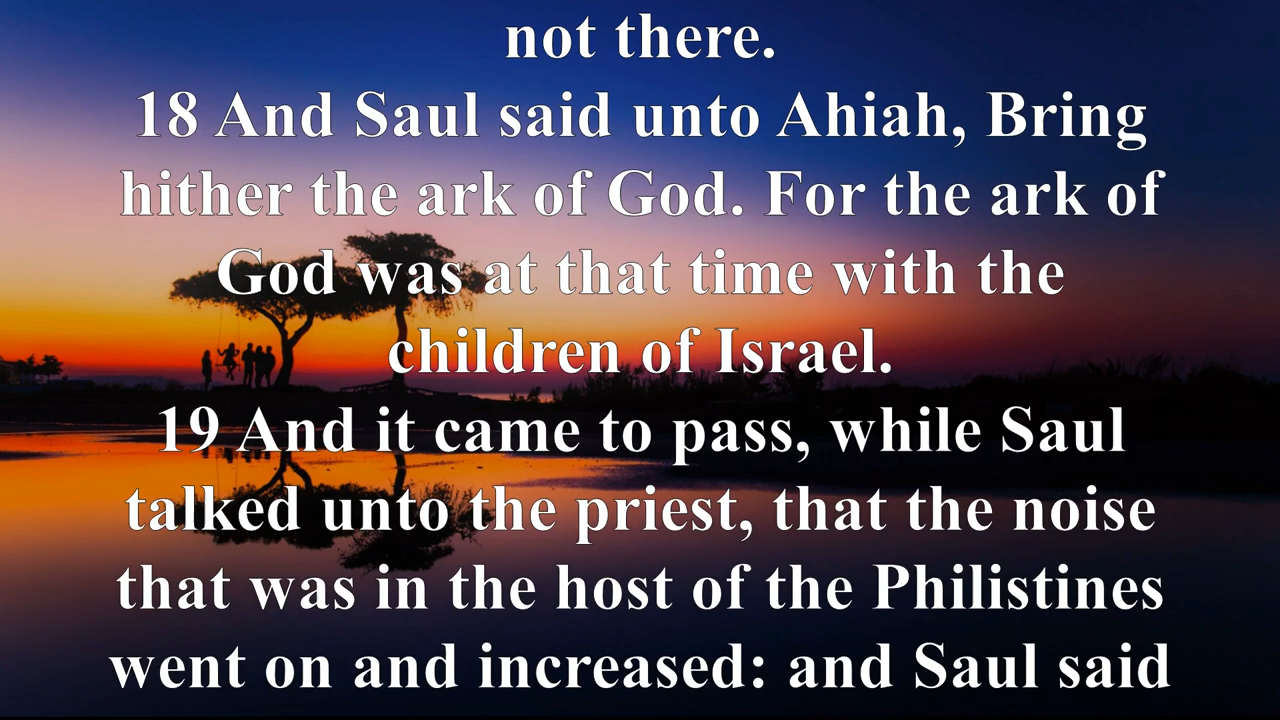 not there.
18 And Saul said unto Ahiah, Bring
hither the ark of God. For the ark of
God was at that time with the
children of Israel.
19 And it came to pass, while Saul
talked unto the priest, that the noise
that was in the host of the Philistines
went on and increased: and Saul said